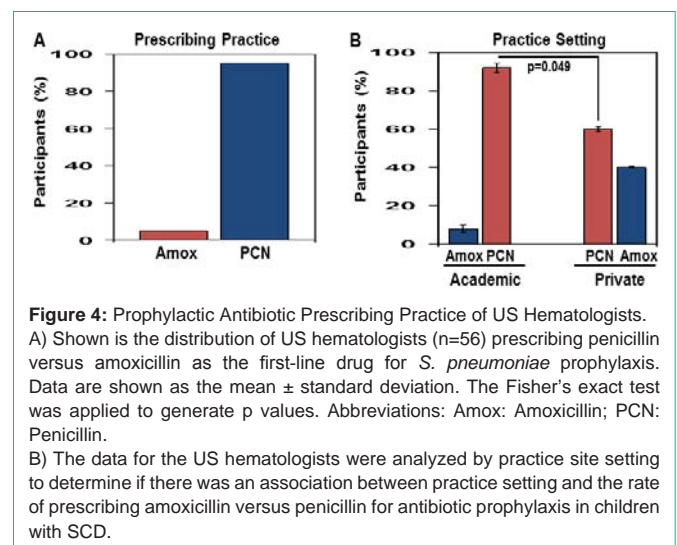 A
Prescribing Practice
Participants (%)
100
80
60
40
20
0
Amox
PCN
B
Practice Setting
Participants (%)
100
80
60
40
20
0
p=0.049
Amox PCN
PCN Amox
Academic
Private
Figure 4: Prophylactic Antibiotic Prescribing Practice of US Hematologists.
A) Shown is the distribution of US hematologists (n=56) prescribing penicillin
versus amoxicillin as the first-line drug for S. pneumoniae prophylaxis.
Data are shown as the mean ± standard deviation. The Fisher's exact test
was applied to generate p values. Abbreviations: Amox: Amoxicillin; PCN:
Penicillin.
B) The data for the US hematologists were analyzed by practice site setting
to determine if there was an association between practice setting and the rate
of prescribing amoxicillin versus penicillin for antibiotic prophylaxis in children
with SCD.